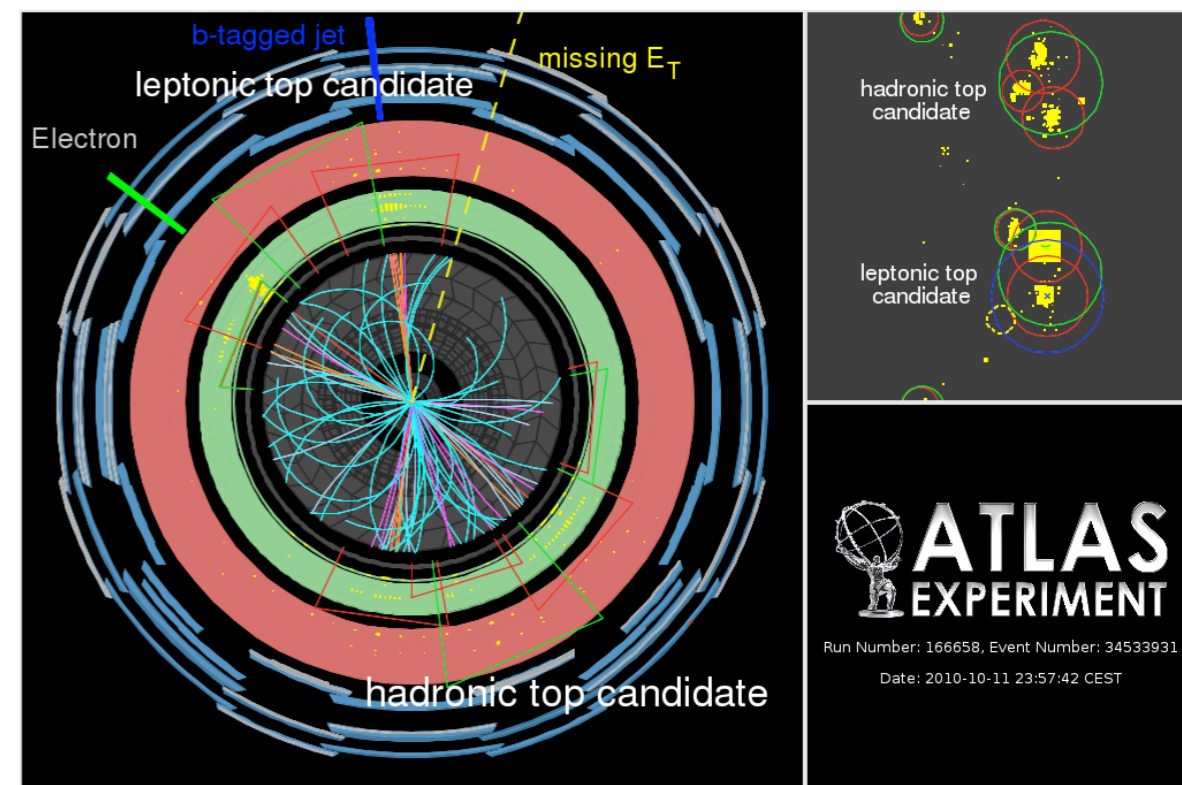 b-tagged jet
missing E_T
leptonic top candidate
Electron
hadronic top candidate
hadronic top
candidate
leptonic top
candidate
ATLAS
EXPERIMENT
Run Number: 166658, Event Number: 34533931
Date: 2010-10-11 23:57:42 CEST